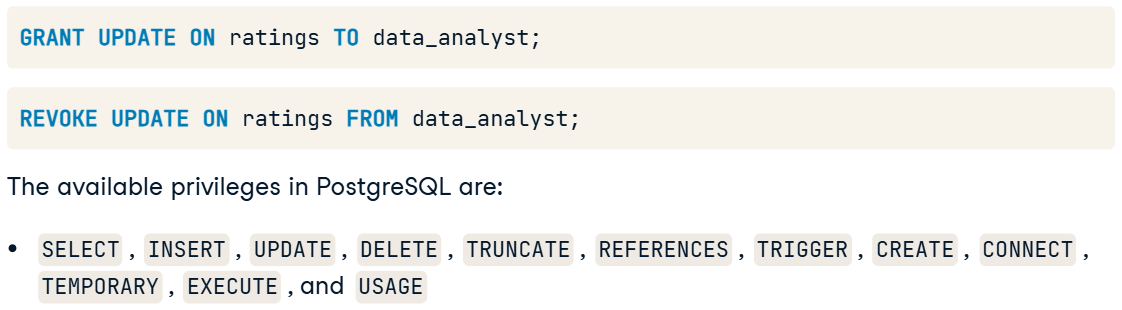 GRANT UPDATE ON ratings TO data_analyst;
REVOKE UPDATE ON ratings FROM data_analyst;
The available privileges in PostgreSQL are:
• SELECT , INSERT , UPDATE , DELETE , TRUNCATE , REFERENCES , TRIGGER , CREATE , CONNECT ,
TEMPORARY , EXECUTE , and USAGE